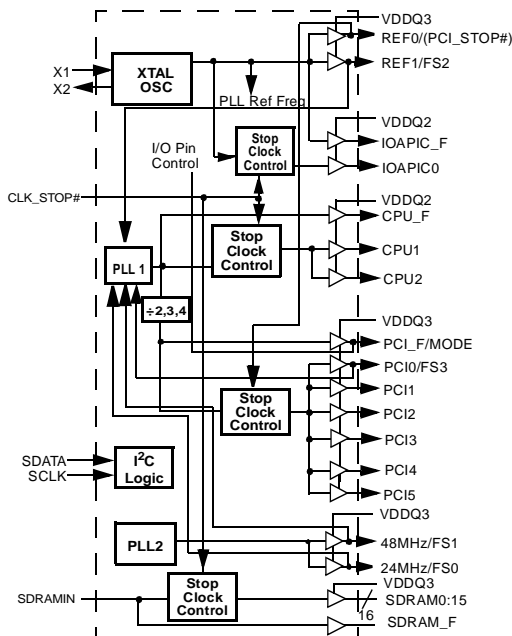 VDDQ3
REF0/(PCI_STOP#)
X1
X2
XTAL
OSC
REF1/FS2
PLL Ref Freq
I/O Pin
Control
Stop
Clock
Control
VDDQ2
IOAPIC_F
IOAPIC0
CLK_STOP#
VDDQ2
CPU_F
Stop
Clock
Control
CPU1
CPU2
PLL 1
÷2,3,4
VDDQ3
PCI_F/MODE
PCI0/FS3
Stop
Clock
Control
PCI1
PCI2
PCI3
PCI4
PCI5
SDATA
SCLK
I²C
Logic
VDDQ3
PLL2
48MHz/FS1
24MHz/FS0
VDDQ3
SDRAMIN
Stop
Clock
Control
SDRAM0:15
16
SDRAM_F